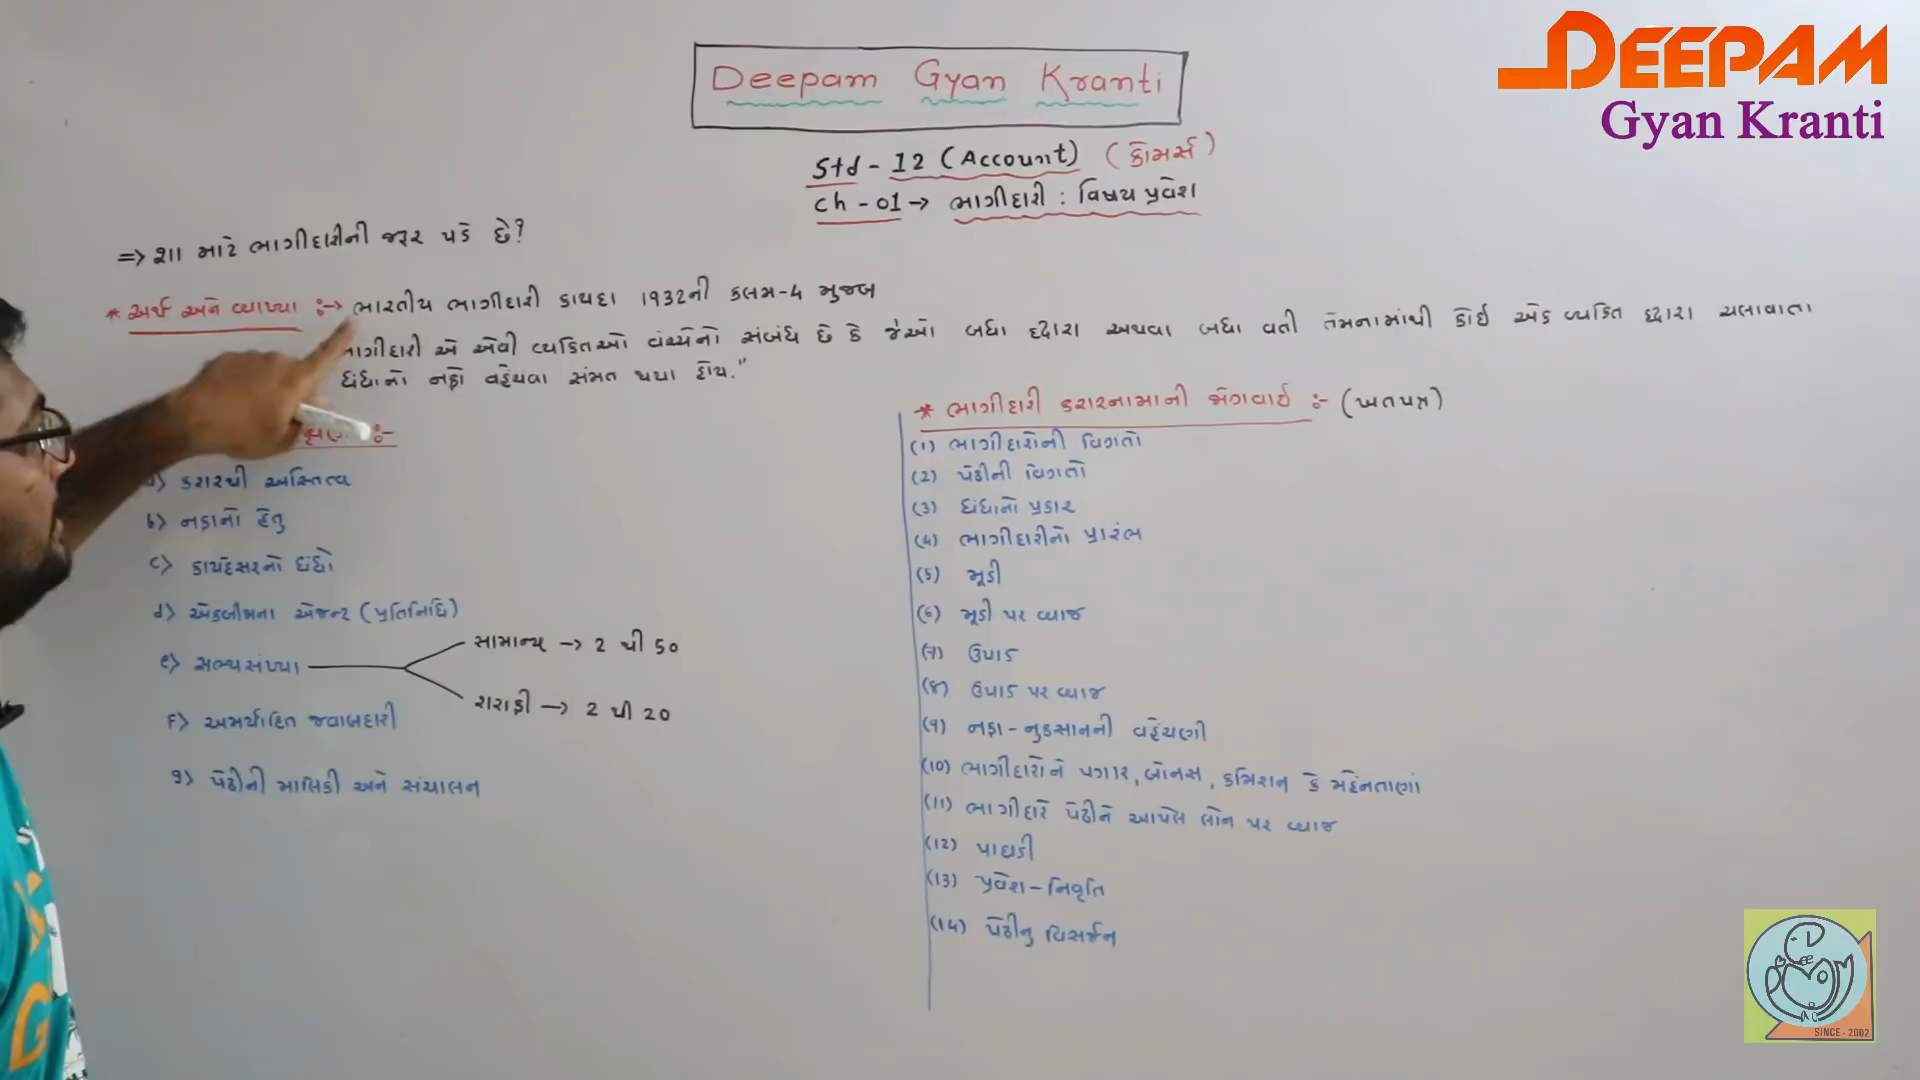 DEEPAM
Gyan Kranti
Deepam Gyan Kranti
Std - 12 (Account) (કોમર્સ)
Ch - 01 → ભાગીદારી : વિષય પ્રવેશ
⇒ શા માટે ભાગીદારીની જરૂર પડે છે?
* અર્થ અને વ્યાખ્યા :→ ભારતીય ભાગીદારી કાયદા 1932ની કલમ-4 મુજબ
ભાગીદારી એ એવી વ્યકિતઓ વચ્ચેનો સંબંધ છે કે જેઓ બધા દ્વારા અથવા બધા વતી તેમનામાંથી કોઇ એક વ્યકિત દ્વારા ચલાવાતા
ધંધાનો નફો વહેંચવા સંમત થયા હોય."
:-
a) કરારથી અસ્તિત્વ
b) નફાનો હેતુ
c) કાયદેસરનો ધંધો
d) એકબીજાના એજન્ટ (પ્રતિનિધિ)
e) સભ્યસંખ્યા
સામાન્ય → 2 થી 50
શરાફી → 2 થી 20
F) અમર્યાદિત જવાબદારી
g) પેઢીની માલિકી અને સંચાલન
* ભાગીદારી કરારનામાની જોગવાઇ :- (ખતપત્ર)
(1) ભાગીદારોની વિગતો
(2) પેઢીની વિગતો
(3) ધંધાનો પ્રકાર
(4) ભાગીદારીનો પ્રારંભ
(5) મૂડી
(6) મૂડી પર વ્યાજ
(7) ઉપાડ
(8) ઉપાડ પર વ્યાજ
(9) નફા - નુકસાનની વહેંચણી
(10) ભાગીદારોને પગાર, બોનસ, કમિશન કે મહેનતાણાં
(11) ભાગીદારે પેઢીને આપેલ લોન પર વ્યાજ
(12) પાઘડી
(13) પ્રવેશ - નિવૃતિ
(14) પેઢીનુ વિસર્જન
SINCE - 2002